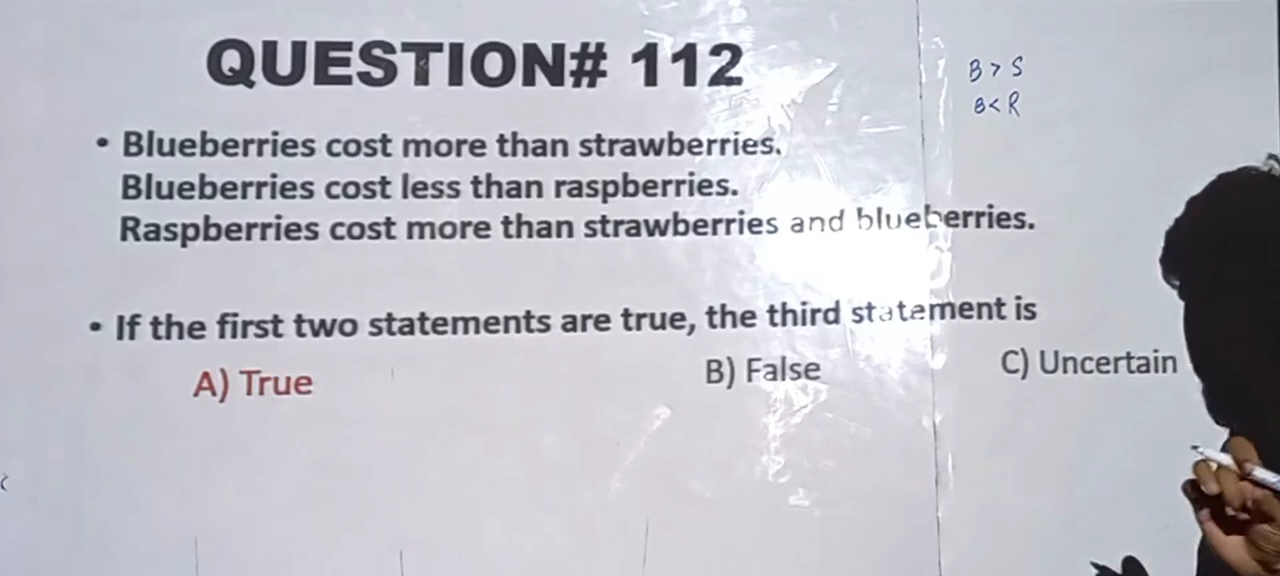 QUESTION# 112
B > S
B < R
• Blueberries cost more than strawberries.
Blueberries cost less than raspberries.
Raspberries cost more than strawberries and blueberries.
• If the first two statements are true, the third statement is
A) True B) False C) Uncertain